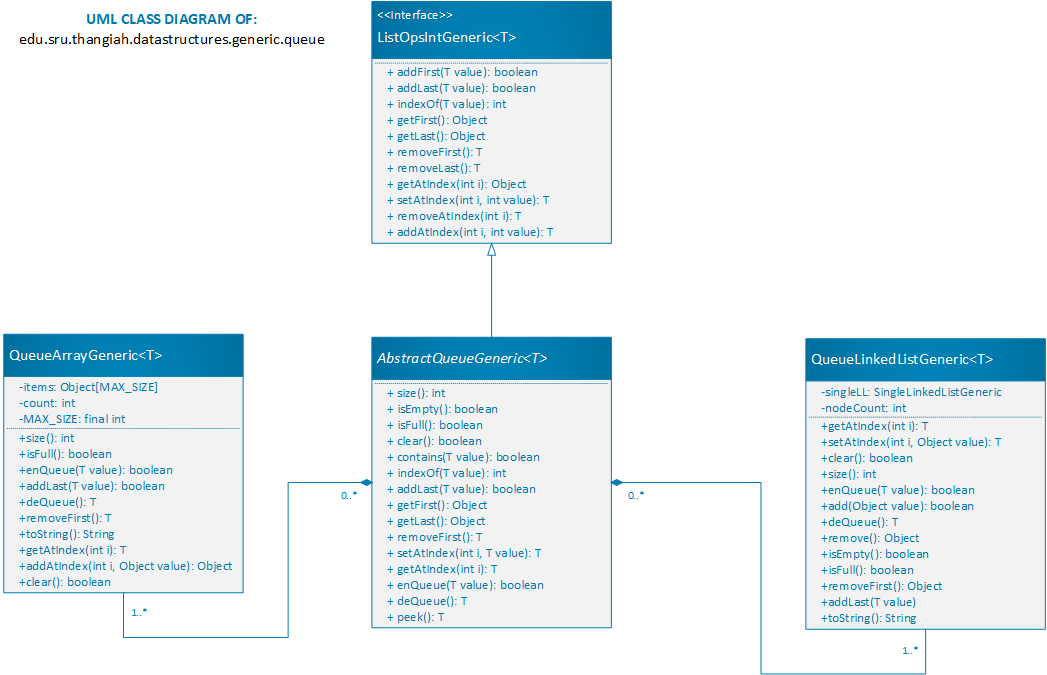 UML CLASS DIAGRAM OF:
edu.sru.thangiah.datastructures.generic.queue
<<Interface>>
ListOpsIntGeneric<T>
+ addFirst(T value): boolean
+ addLast(T value): boolean
+ indexOf(T value): int
+ getFirst(): Object
+ getLast(): Object
+ removeFirst(): T
+ removeLast(): T
+ getAtIndex(int i): Object
+ setAtIndex(int i, int value): T
+ removeAtIndex(int i): T
+ addAtIndex(int i, int value): T
QueueArrayGeneric<T>
-items: Object[MAX_SIZE]
-count: int
-MAX_SIZE: final int
+size(): int
+isFull(): boolean
+enQueue(T value): boolean
+addLast(T value): boolean
+deQueue(): T
+removeFirst(): T
+toString(): String
+getAtIndex(int i): T
+addAtIndex(int i, Object value): Object
+clear(): boolean
1..*
0..*
AbstractQueueGeneric<T>
+ size(): int
+ isEmpty(): boolean
+ isFull(): boolean
+ clear(): boolean
+ contains(T value): boolean
+ indexOf(T value): int
+ addLast(T value): boolean
+ getFirst(): Object
+ getLast(): Object
+ removeFirst(): T
+ setAtIndex(int i, T value): T
+ getAtIndex(int i): T
+ enQueue(T value): boolean
+ deQueue(): T
+ peek(): T
0..*
QueueLinkedListGeneric<T>
-singleLL: SingleLinkedListGeneric
-nodeCount: int
+getAtIndex(int i): T
+setAtIndex(int i, Object value): T
+clear(): boolean
+size(): int
+enQueue(T value): boolean
+add(Object value): boolean
+deQueue(): T
+remove(): Object
+isEmpty(): boolean
+isFull(): boolean
+removeFirst(): Object
+addLast(T value)
+toString(): String
1..*